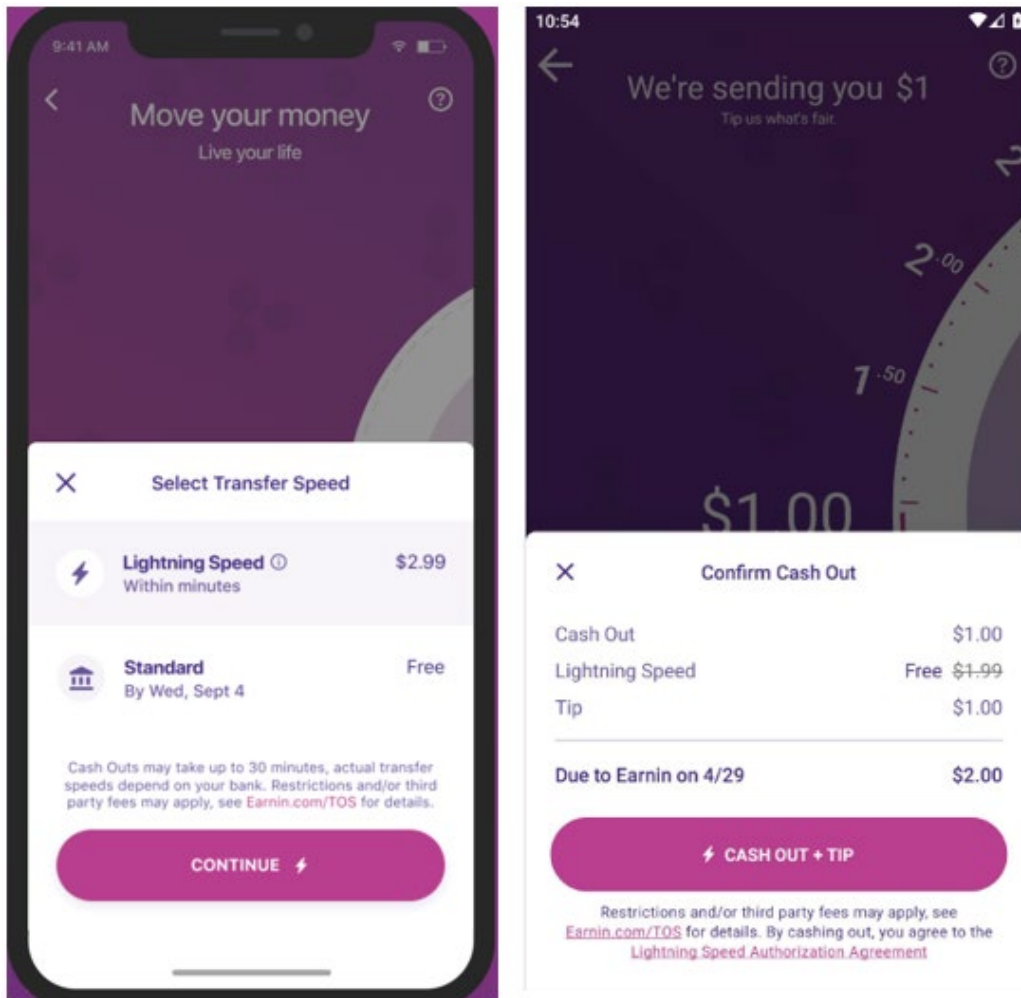 9:41 AM
Move your money
Live your life
Select Transfer Speed
Lightning Speed
$2.99
Within minutes
Standard
Free
By Wed, Sept 4
Cash Outs may take up to 30 minutes, actual transfer
speeds depend on your bank. Restrictions and/or third
party fees may apply, see Earnin.com/TOS for details.
CONTINUE
10:54
We're sending you $1
Tip us what's fair.
2
2.00
1.50
$1.00
Confirm Cash Out
Cash Out
$1.00
Lightning Speed
Free $1.99
Tip
$1.00
Due to Earnin on 4/29
$2.00
CASH OUT + TIP
Restrictions and/or third party fees may apply, see
Earnin.com/TOS for details. By cashing out, you agree to the
Lightning Speed Authorization Agreement